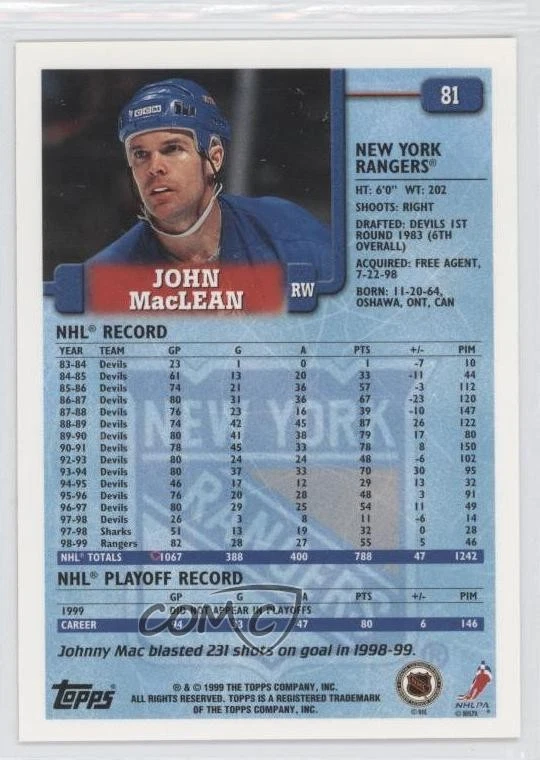 CCM
81
NEW YORK
RANGERS®
HT: 6'0" WT: 202
SHOOTS: RIGHT
DRAFTED: DEVILS 1ST
ROUND 1983 (6TH
OVERALL)
ACQUIRED: FREE AGENT,
7-22-98
BORN: 11-20-64,
OSHAWA, ONT, CAN
JOHN
MacLEAN
RW
NHL® RECORD
YEAR TEAM GP G A PTS +/- PIM
83-84 Devils 23 1 0 1 -7 10
84-85 Devils 61 13 20 33 -11 44
85-86 Devils 74 21 36 57 -3 112
86-87 Devils 80 31 36 67 -23 120
87-88 Devils 76 23 16 39 -10 147
88-89 Devils 74 42 45 87 26 122
89-90 Devils 80 41 38 79 17 80
90-91 Devils 78 45 33 78 8 150
92-93 Devils 80 24 24 48 -6 102
93-94 Devils 80 37 33 70 30 95
94-95 Devils 46 17 12 29 13 32
95-96 Devils 76 20 28 48 3 91
96-97 Devils 80 29 25 54 11 49
97-98 Devils 26 3 8 11 -6 14
97-98 Sharks 51 13 19 32 0 28
98-99 Rangers 82 28 27 55 5 46
NHL® TOTALS 1067 388 400 788 47 1242
NEW YORK
RANGERS
NHL® PLAYOFF RECORD
GP G A PTS +/- PIM
1999 DID NOT APPEAR IN PLAYOFFS
CAREER 94 33 47 80 6 146
COMC
Johnny Mac blasted 231 shots on goal in 1998-99.
TOPPS
® & © 1999 THE TOPPS COMPANY, INC.
ALL RIGHTS RESERVED. TOPPS IS A REGISTERED TRADEMARK
OF THE TOPPS COMPANY, INC.
NHL
© NHL
NHLPA
© NHLPA